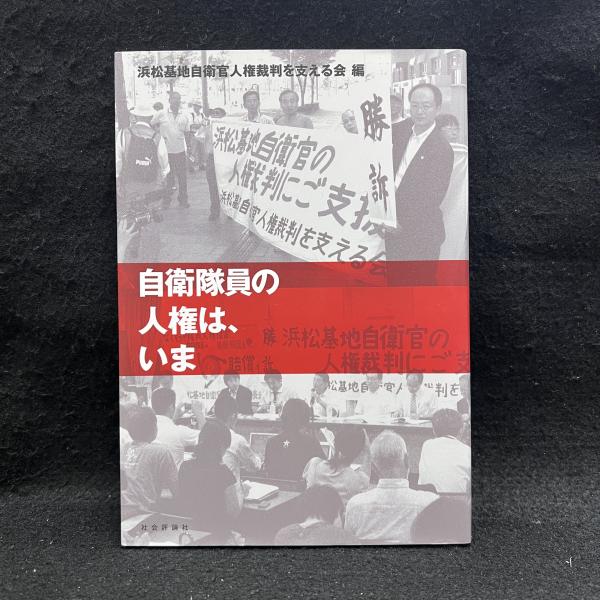 浜松基地自衛官人権裁判を支える会 編
勝訴
浜松基地自衛官の
人権裁判にご支援
浜松基地自衛官人権裁判を支える会
PUMA
自衛隊員の
人権は、
いま
勝訴
浜松基地自衛官の
人権裁判にご支
社会評論社